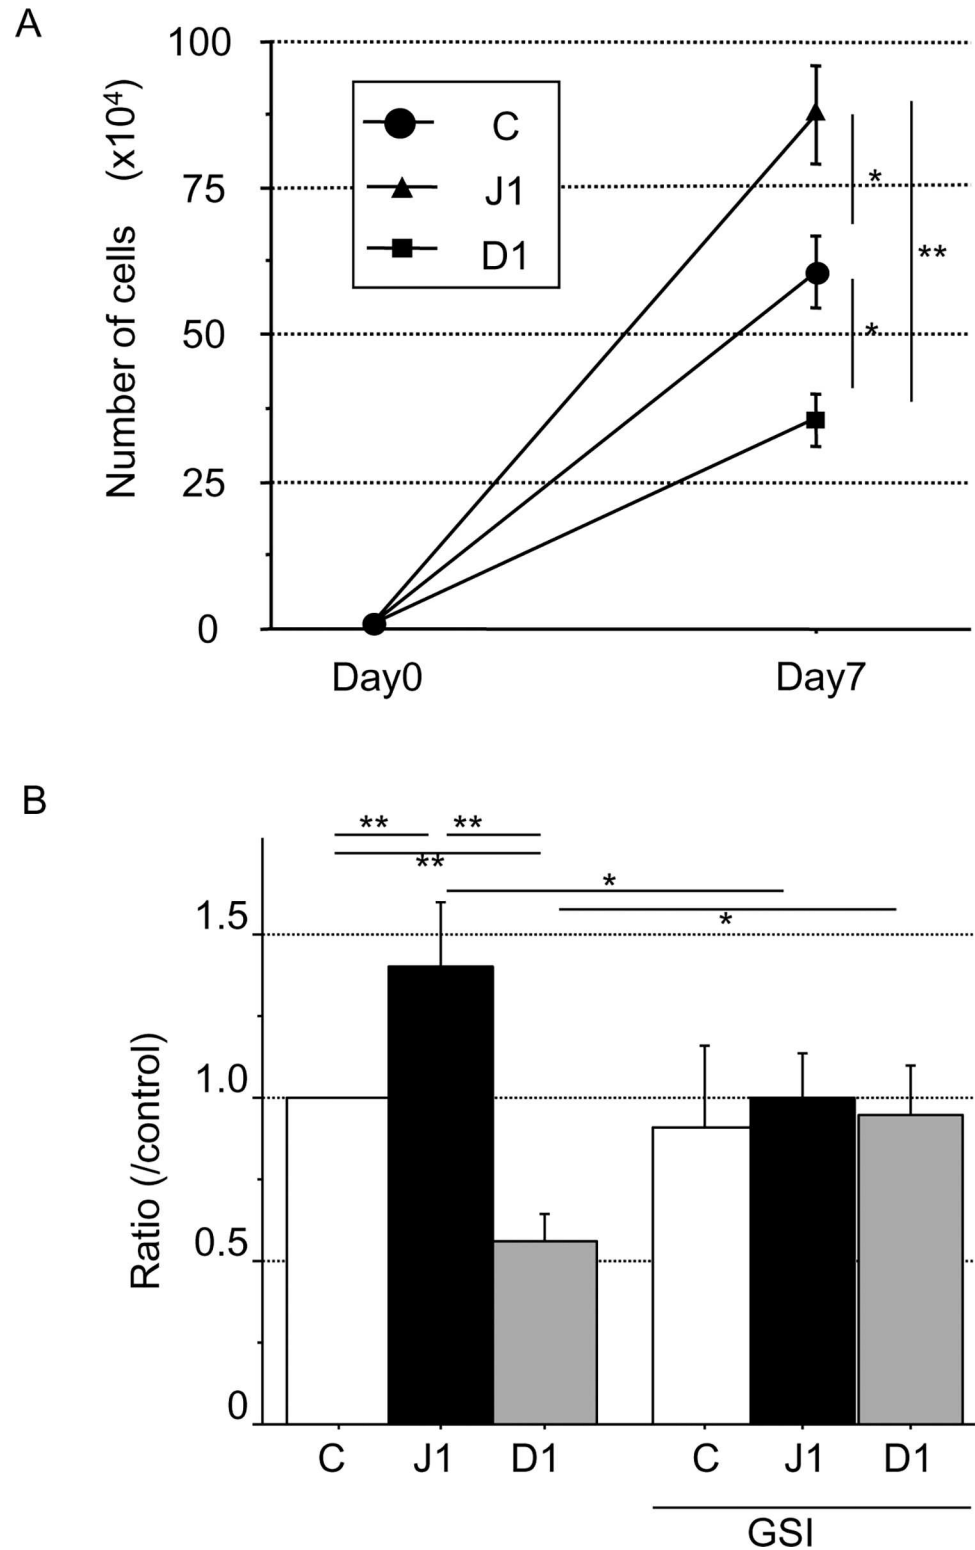 A
100
75
50
25
0
Number of cells (x10⁴)
C
J1
D1
*
**
*
Day0 Day7
B
** **
**
*
*
1.5
1.0
0.5
0
Ratio (/control)
C J1 D1 C J1 D1
GSI